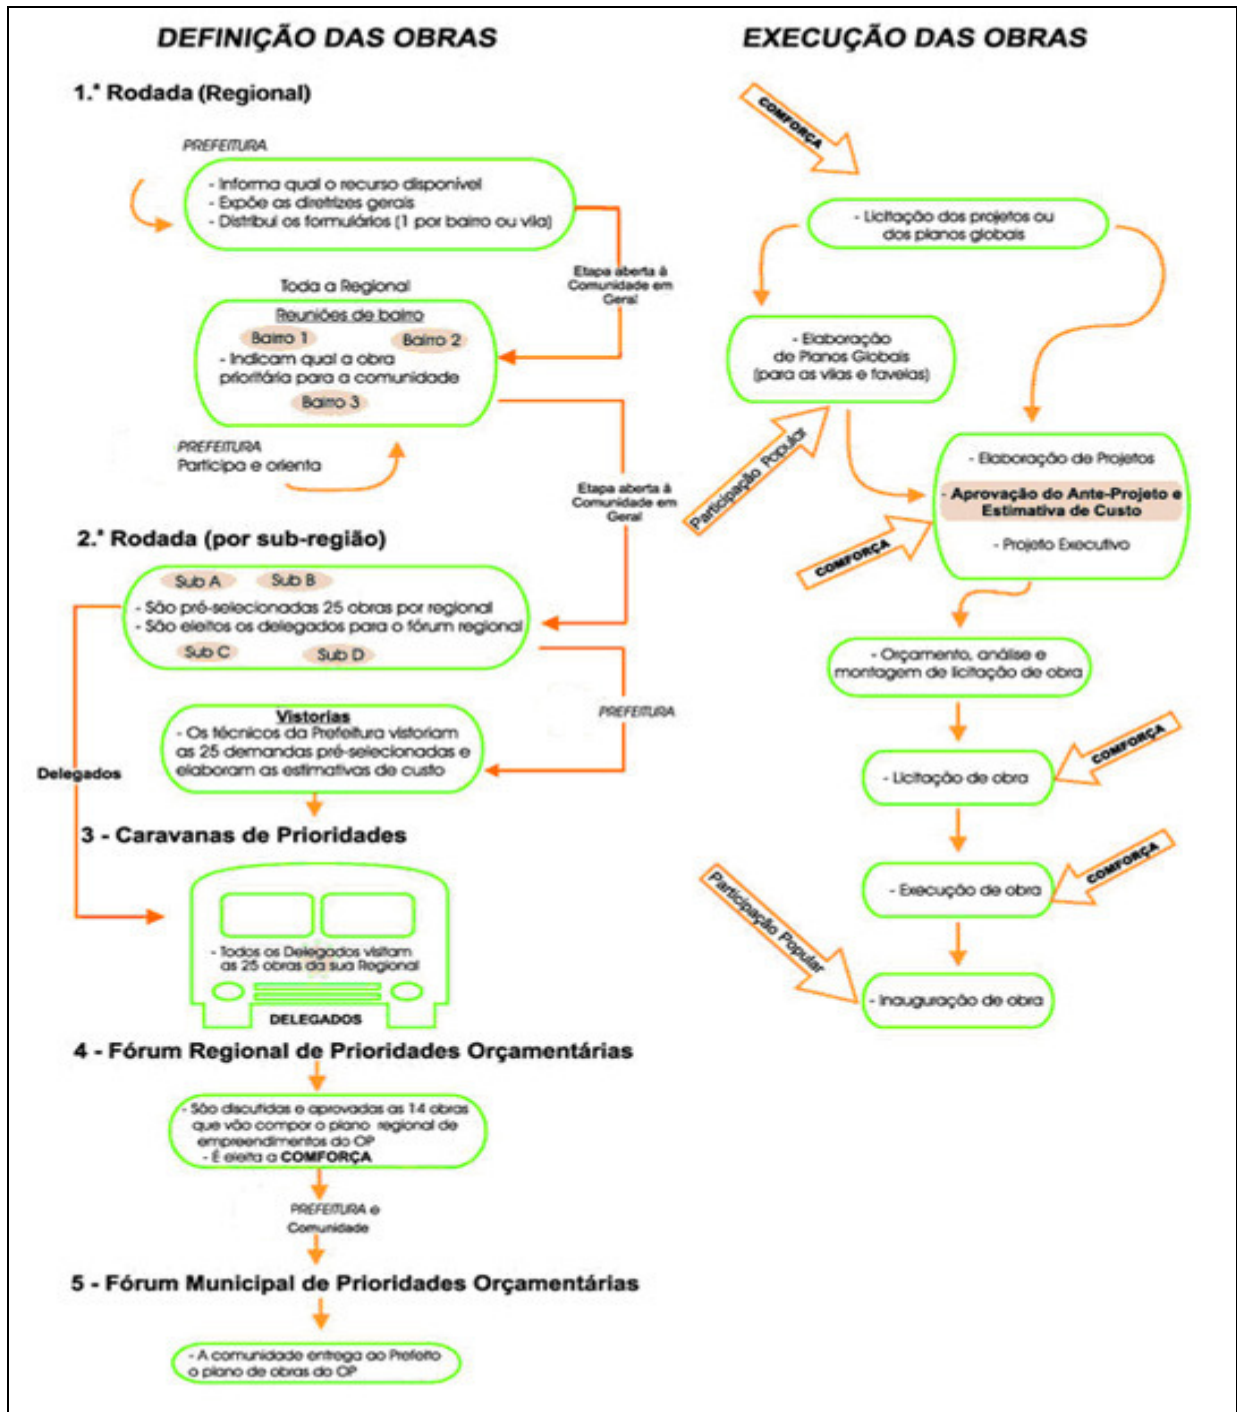 DEFINIÇÃO DAS OBRAS
1.ª Rodada (Regional)
PREFEITURA
- Informa qual o recurso disponível
- Expõe as diretrizes gerais
- Distribui os formulários (1 por bairro ou vila)
Etapa aberta à
Comunidade em
Geral
Toda a Regional
Reuniões de bairro
Bairro 1
Bairro 2
- Indicam qual a obra
prioritária para a comunidade
Bairro 3
PREFEITURA
Participa e orienta
Etapa aberta à
Comunidade em
Geral
2.ª Rodada (por sub-região)
Sub A
Sub B
- São pré-selecionadas 25 obras por regional
- São eleitos os delegados para o fórum regional
Sub C
Sub D
PREFEITURA
Vistorias
- Os técnicos da Prefeitura vistoriam
as 25 demandas pré-selecionadas e
elaboram as estimativas de custo
Delegados
3 - Caravanas de Prioridades
- Todos os Delegados visitam
as 25 obras da sua Regional
DELEGADOS
4 - Fórum Regional de Prioridades Orçamentárias
- São discutidas e aprovadas as 14 obras
que vão compor o plano regional de
empreendimentos do OP
- É eleita a COMFORÇA
PREFEITURA e
Comunidade
5 - Fórum Municipal de Prioridades Orçamentárias
- A comunidade entrega ao Prefeito
o plano de obras do OP
EXECUÇÃO DAS OBRAS
COMFORÇA
- Licitação dos projetos ou
dos planos globais
- Elaboração
de Planos Globais
(para as vilas e favelas)
Participação Popular
- Elaboração de Projetos
- Aprovação do Ante-Projeto e
Estimativa de Custo
- Projeto Executivo
COMFORÇA
- Orçamento, análise e
montagem de licitação de obra
COMFORÇA
- Licitação de obra
COMFORÇA
- Execução de obra
Participação Popular
- Inauguração de obra